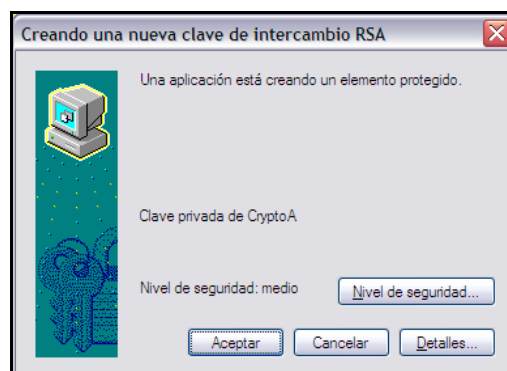 Creando una nueva clave de intercambio RSA
Una aplicación está creando un elemento protegido.
Clave privada de CryptoA
Nivel de seguridad: medio
Nivel de seguridad...
Aceptar
Cancelar
Detalles...